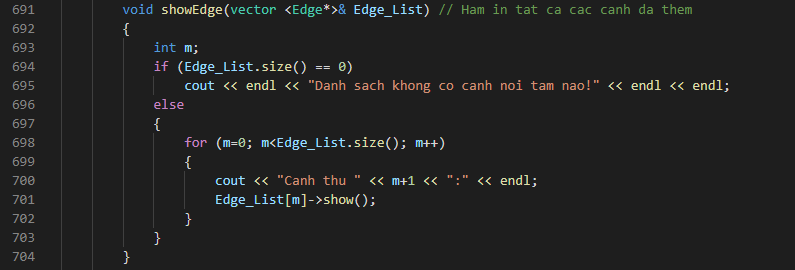 691 void showEdge(vector <Edge*>& Edge_List) // Ham in tat ca cac canh da them
692 {
693 int m;
694 if (Edge_List.size() == 0)
695 cout << endl << "Danh sach khong co canh noi tam nao!" << endl << endl;
696 else
697 {
698 for (m=0; m<Edge_List.size(); m++)
699 {
700 cout << "Canh thu " << m+1 << ":" << endl;
701 Edge_List[m]->show();
702 }
703 }
704 }